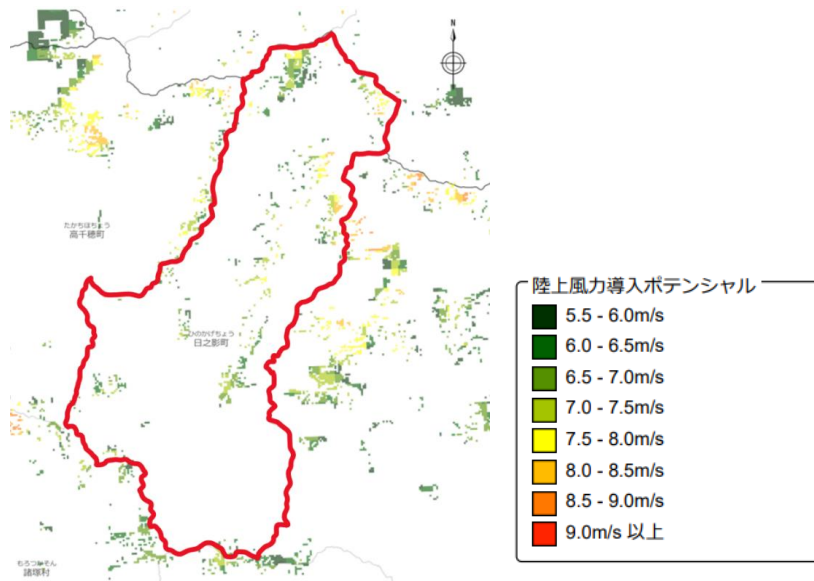 N
たかちほちょう
高千穂町
ひのかげちょう
日之影町
もろつかそん
諸塚村
陸上風力導入ポテンシャル
5.5 - 6.0m/s
6.0 - 6.5m/s
6.5 - 7.0m/s
7.0 - 7.5m/s
7.5 - 8.0m/s
8.0 - 8.5m/s
8.5 - 9.0m/s
9.0m/s 以上